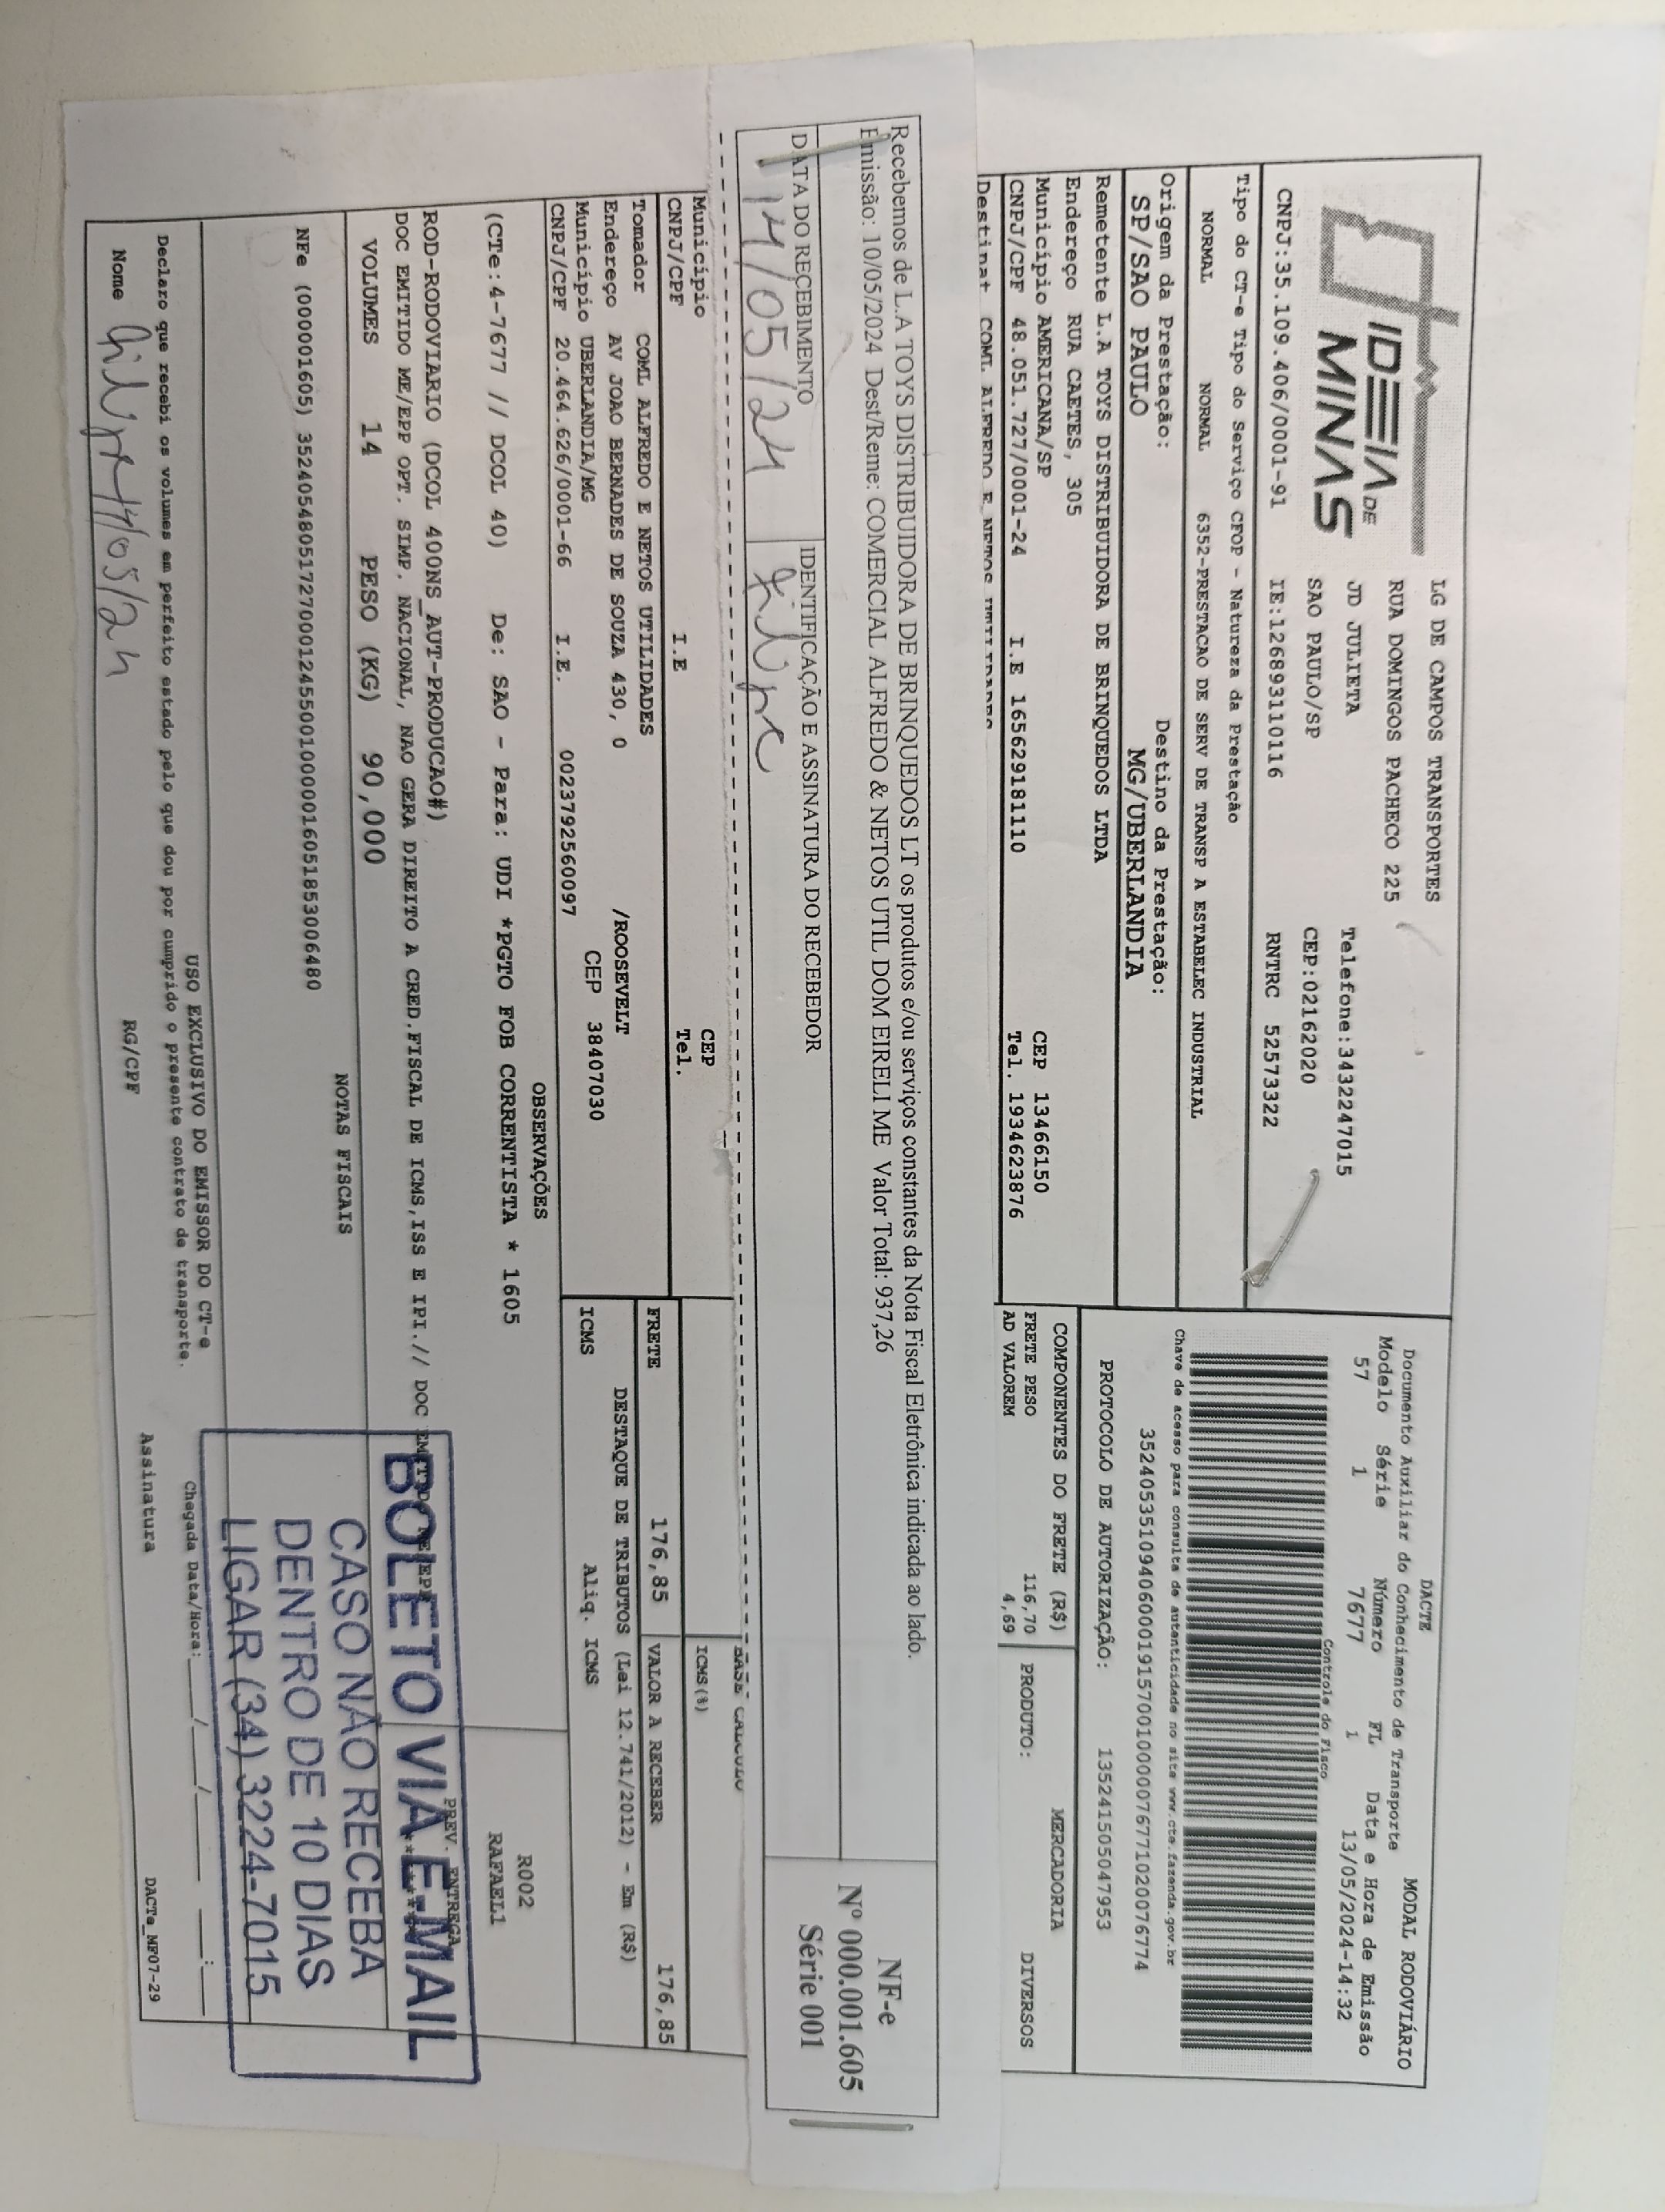 IDEIA DE
MINAS
LG DE CAMPOS TRANSPORTES
RUA DOMINGOS PACHECO 225
JD JULIETA
SAO PAULO/SP
Telefone:3432247015
CEP:02162020
CNPJ:35.109.406/0001-91 IE:126893110116 RNTRC 52573322
Tipo do CT-e Tipo do Serviço CFOP - Natureza da Prestação
NORMAL NORMAL 6352-PRESTACAO DE SERV DE TRANSP A ESTABELEC INDUSTRIAL
Origem da Prestação: Destino da Prestação:
SP/SAO PAULO MG/UBERLANDIA
Remetente L.A TOYS DISTRIBUIDORA DE BRINQUEDOS LTDA
Endereço RUA CAETES, 305
Município AMERICANA/SP CEP 13466150
CNPJ/CPF 48.051.727/0001-24 I.E 165629181110 Tel. 1934623876
Destinat COML ALFREDO E NETOS UTILIDADES
DACTE MODAL RODOVIÁRIO
Documento Auxiliar do Conhecimento de Transporte
Modelo Série Número FL Data e Hora de Emissão
57 1 7677 1 13/05/2024-14:32
Controle do Fisco
Chave de acesso para consulta de autenticidade no site www.cte.fazenda.gov.br
35240535109406000191570010000076771020076774
PROTOCOLO DE AUTORIZAÇÃO: 135241505047953
COMPONENTES DO FRETE (R$) MERCADORIA
FRETE PESO 116,70 PRODUTO: DIVERSOS
AD VALOREM 4,69
Recebemos de L.A TOYS DISTRIBUIDORA DE BRINQUEDOS LT os produtos e/ou serviços constantes da Nota Fiscal Eletrônica indicada ao lado.
Emissão: 10/05/2024 Dest/Reme: COMERCIAL ALFREDO & NETOS UTIL DOM EIRELI ME Valor Total: 937,26
DATA DO RECEBIMENTO IDENTIFICAÇÃO E ASSINATURA DO RECEBEDOR
14/05/24
NF-e
Nº 000.001.605
Série 001
BASE CALCULO
Município CEP
CNPJ/CPF I.E Tel.
ICMS(%)
Tomador COML ALFREDO E NETOS UTILIDADES
Endereço AV JOAO BERNADES DE SOUZA 430, 0 /ROOSEVELT
Município UBERLANDIA/MG CEP 38407030
CNPJ/CPF 20.464.626/0001-66 I.E. 0023792560097
FRETE 176,85 VALOR A RECEBER 176,85
DESTAQUE DE TRIBUTOS (Lei 12.741/2012) - Em (R$)
ICMS Aliq. ICMS
OBSERVAÇÕES
(CTe:4-7677 // DCOL 40) De: SAO - Para: UDI *PGTO FOB CORRENTISTA * 1605
R002
RAFAEL1
ROD-RODOVIARIO (DCOL 400NS_AUT-PRODUCAO#)
DOC EMITIDO ME/EPP OPT. SIMP. NACIONAL, NAO GERA DIREITO A CRED.FISCAL DE ICMS,ISS E IPI.// DOC EMITIDO ME/EPP
PREV. ENTREGA
VOLUMES 14 PESO (KG) 90,000
NOTAS FISCAIS
NFe (000001605) 35240548051727000124550010000016051853006480
BOLETO VIA E-MAIL
CASO NÃO RECEBA
DENTRO DE 10 DIAS
LIGAR (34) 3224-7015
USO EXCLUSIVO DO EMISSOR DO CT-e
Declaro que recebi os volumes em perfeito estado pelo que dou por cumprido o presente contrato de transporte.
Chegada Data/Hora:___/___/___ __:__
Nome 14/05/24 RG/CPF Assinatura
DACTe_MF07-29